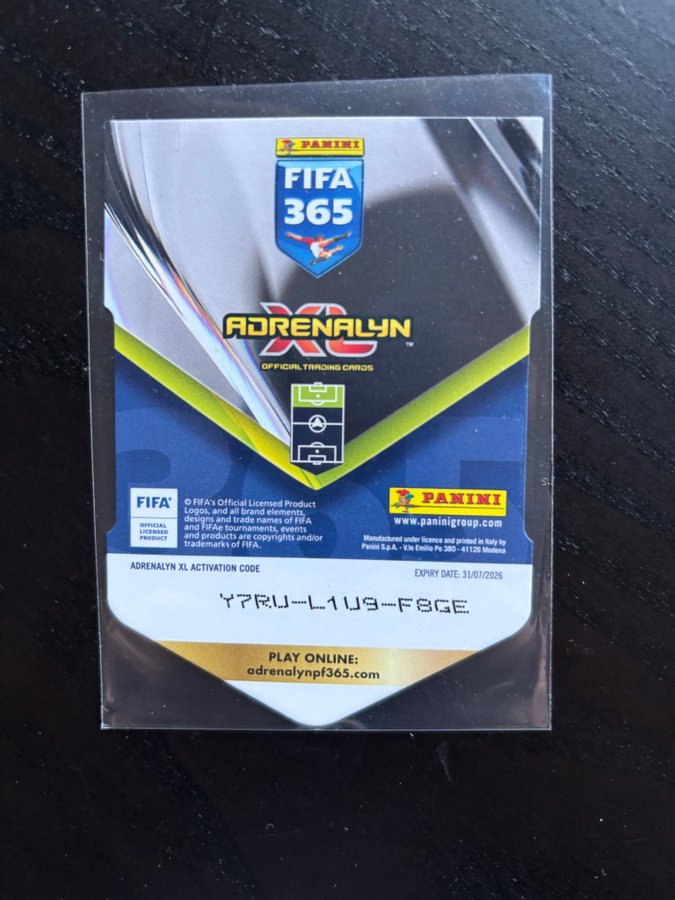 PANINI
FIFA
365
ADRENALYN
XL
™
OFFICIAL TRADING CARDS
FIFA®
OFFICIAL
LICENSED
PRODUCT
© FIFA's Official Licensed Product
Logos, and all brand elements,
designs and trade names of FIFA
and FIFAe tournaments, events
and products are copyrights and/or
trademarks of FIFA.
PANINI
www.paninigroup.com
Manufactured under licence and printed in Italy by
Panini S.p.A. - V.le Emilio Po 380 - 41126 Modena
ADRENALYN XL ACTIVATION CODE
EXPIRY DATE: 31/07/2026
Y7RU-L1U9-F8GE
PLAY ONLINE:
adrenalynpf365.com